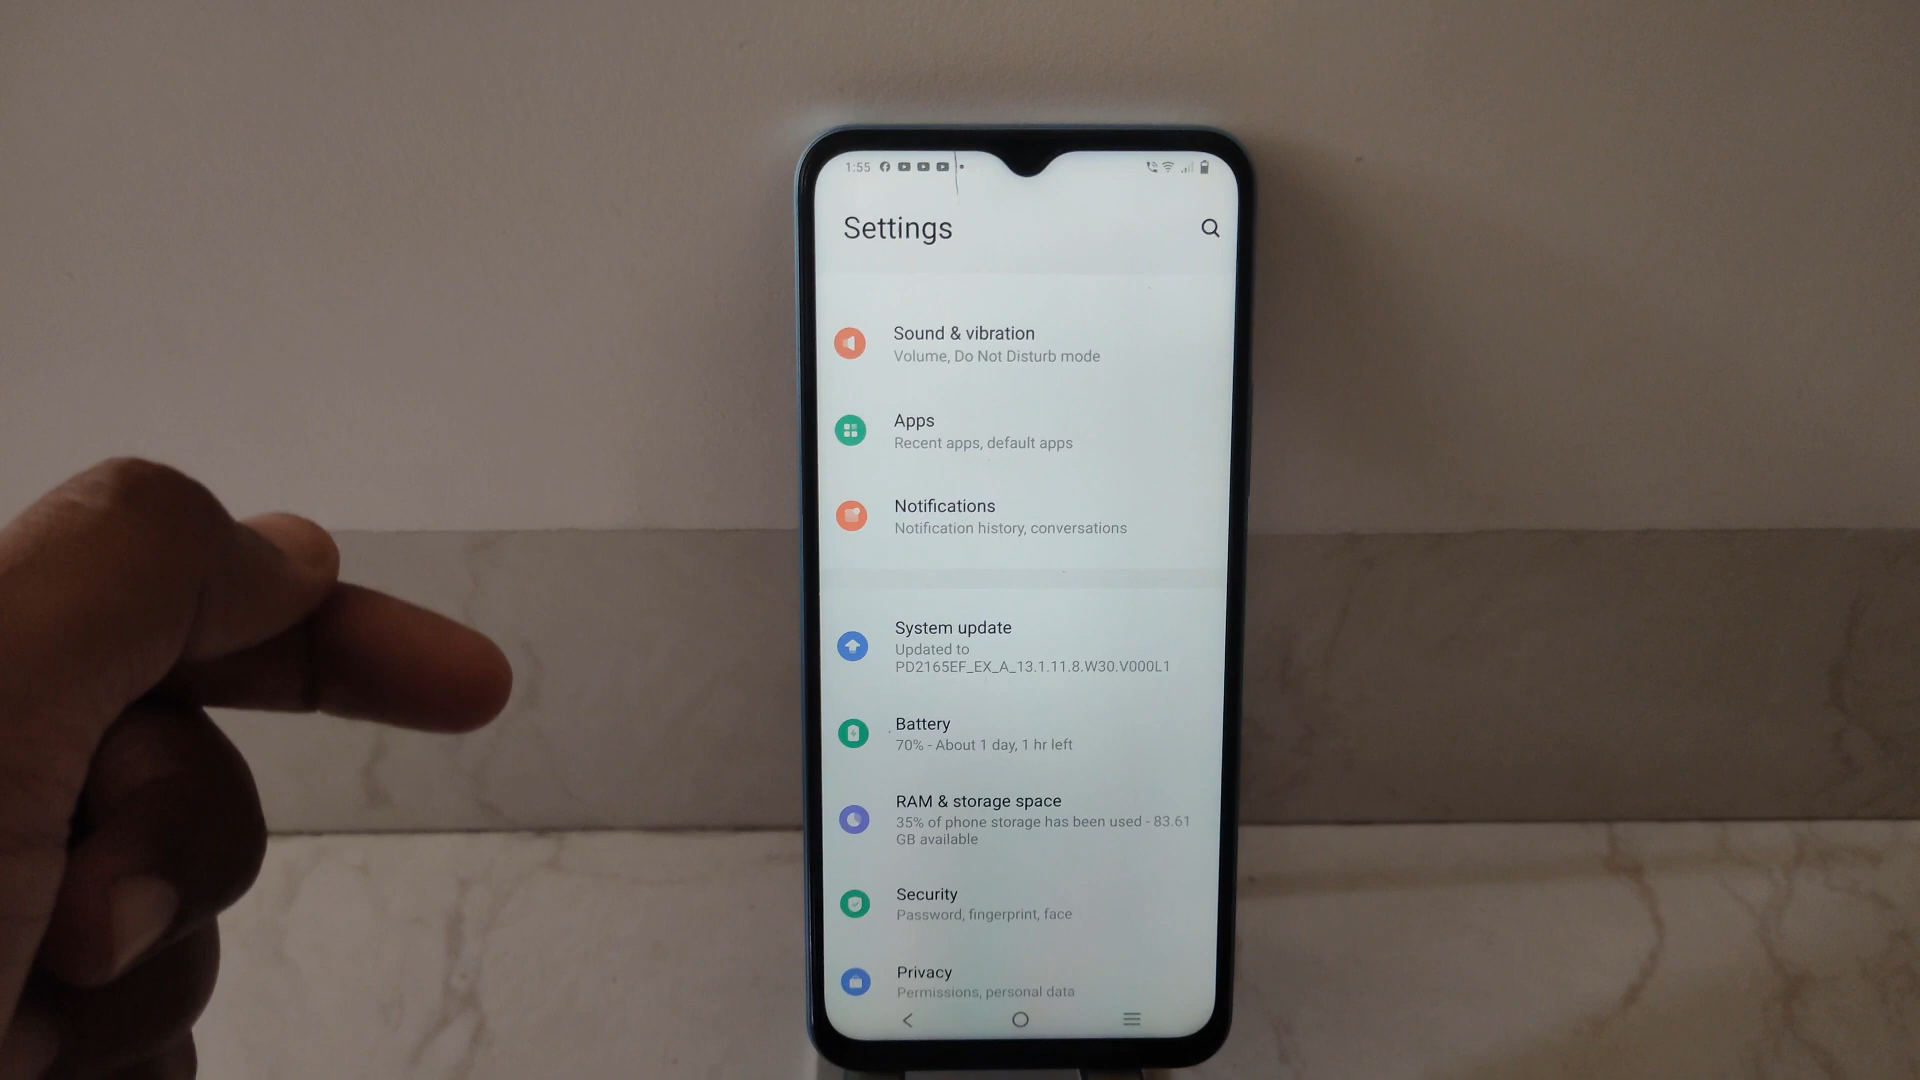 1:55
Settings
Sound & vibration
Volume, Do Not Disturb mode
Apps
Recent apps, default apps
Notifications
Notification history, conversations
System update
Updated to
PD2165EF_EX_A_13.1.11.8.W30.V000L1
Battery
70% - About 1 day, 1 hr left
RAM & storage space
35% of phone storage has been used - 83.61
GB available
Security
Password, fingerprint, face
Privacy
Permissions, personal data